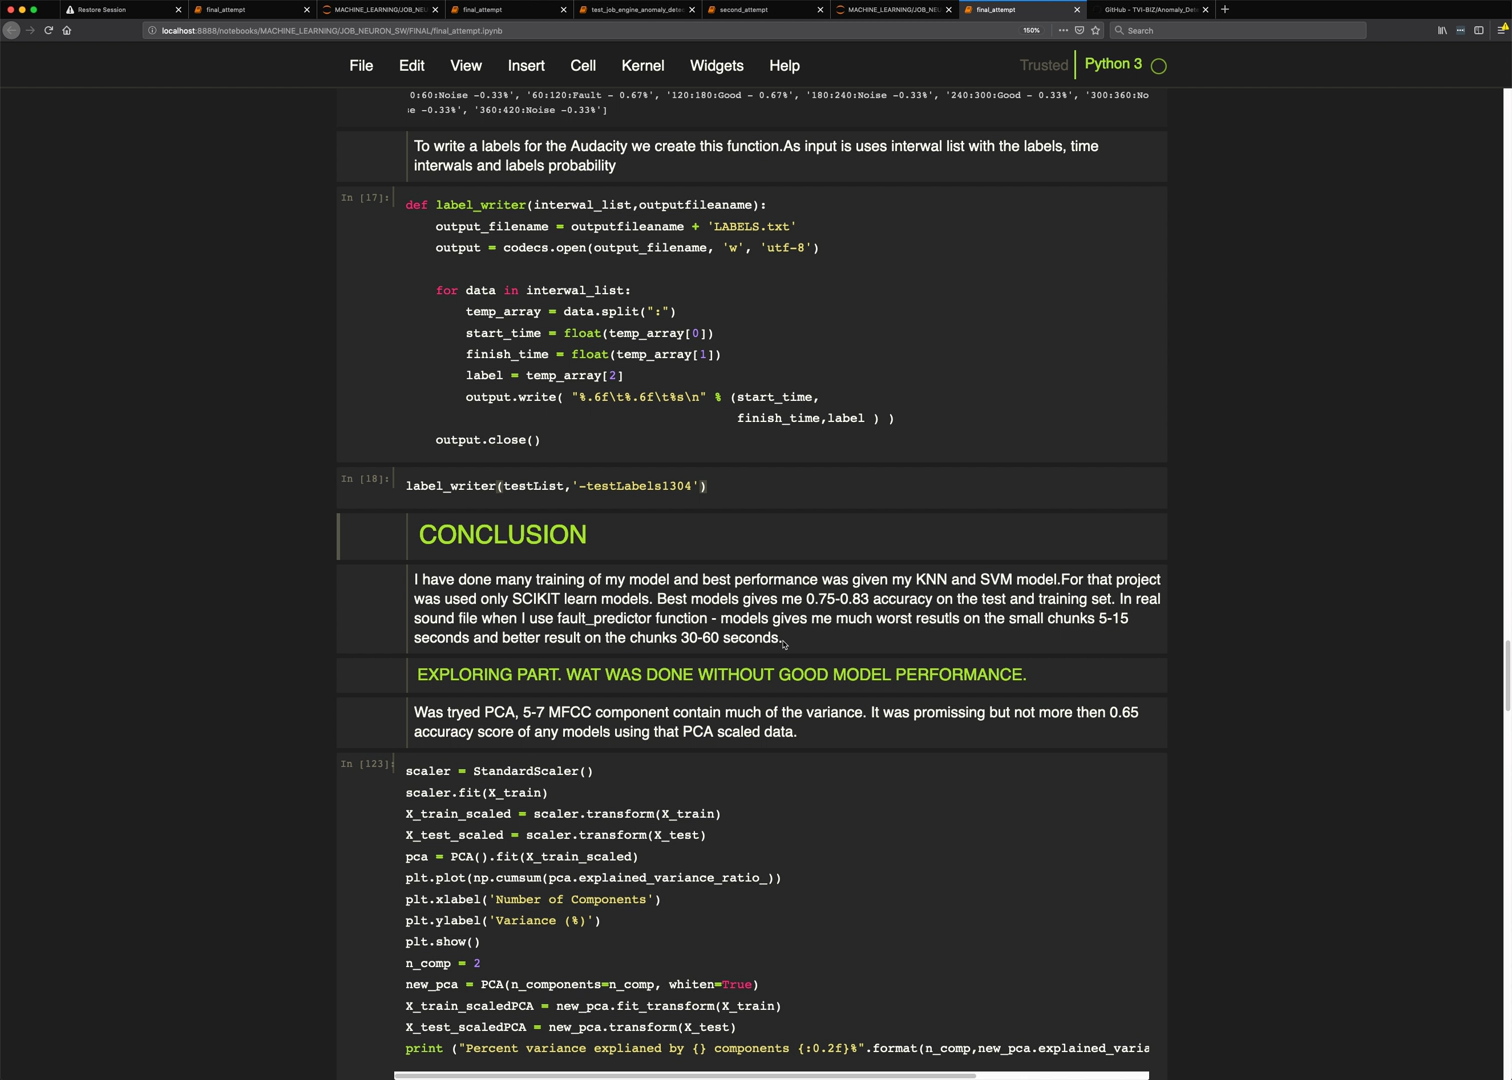 Restore Session
final_attempt
MACHINE_LEARNING/JOB_NEU
final_attempt
test_job_engine_anomaly_dete
second_attempt
MACHINE_LEARNING/JOB_NEU
final_attempt
GitHub - TVI-BIZ/Anomaly_Det
localhost:8888/notebooks/MACHINE_LEARNING/JOB_NEURON_SW/FINAL/final_attempt.ipynb
150%
Search
File Edit View Insert Cell Kernel Widgets Help
Trusted
Python 3
0:60:Noise -0.33%', '60:120:Fault - 0.67%', '120:180:Good - 0.67%', '180:240:Noise -0.33%', '240:300:Good - 0.33%', '300:360:No
e -0.33%', '360:420:Noise -0.33%']
To write a labels for the Audacity we create this function.As input is uses interwal list with the labels, time
intervals and labels probability
In [17]:
def label_writer(interwal_list,outputfileaname):
output_filename = outputfileaname + 'LABELS.txt'
output = codecs.open(output_filename, 'w', 'utf-8')
for data in interwal_list:
temp_array = data.split(":")
start_time = float(temp_array[0])
finish_time = float(temp_array[1])
label = temp_array[2]
output.write( "%.6f\t%.6f\t%s\n" % (start_time,
finish_time,label ) )
output.close()
In [18]:
label_writer(testList,'-testLabels1304')
CONCLUSION
I have done many training of my model and best performance was given my KNN and SVM model.For that project
was used only SCIKIT learn models. Best models gives me 0.75-0.83 accuracy on the test and training set. In real
sound file when I use fault_predictor function - models gives me much worst resutls on the small chunks 5-15
seconds and better result on the chunks 30-60 seconds.
EXPLORING PART. WAT WAS DONE WITHOUT GOOD MODEL PERFORMANCE.
Was tryed PCA, 5-7 MFCC component contain much of the variance. It was promissing but not more then 0.65
accuracy score of any models using that PCA scaled data.
In [123]:
scaler = StandardScaler()
scaler.fit(X_train)
X_train_scaled = scaler.transform(X_train)
X_test_scaled = scaler.transform(X_test)
pca = PCA().fit(X_train_scaled)
plt.plot(np.cumsum(pca.explained_variance_ratio_))
plt.xlabel('Number of Components')
plt.ylabel('Variance (%)')
plt.show()
n_comp = 2
new_pca = PCA(n_components=n_comp, whiten=True)
X_train_scaledPCA = new_pca.fit_transform(X_train)
X_test_scaledPCA = new_pca.transform(X_test)
print ("Percent variance explianed by {} components {:0.2f}%".format(n_comp,new_pca.explained_varia